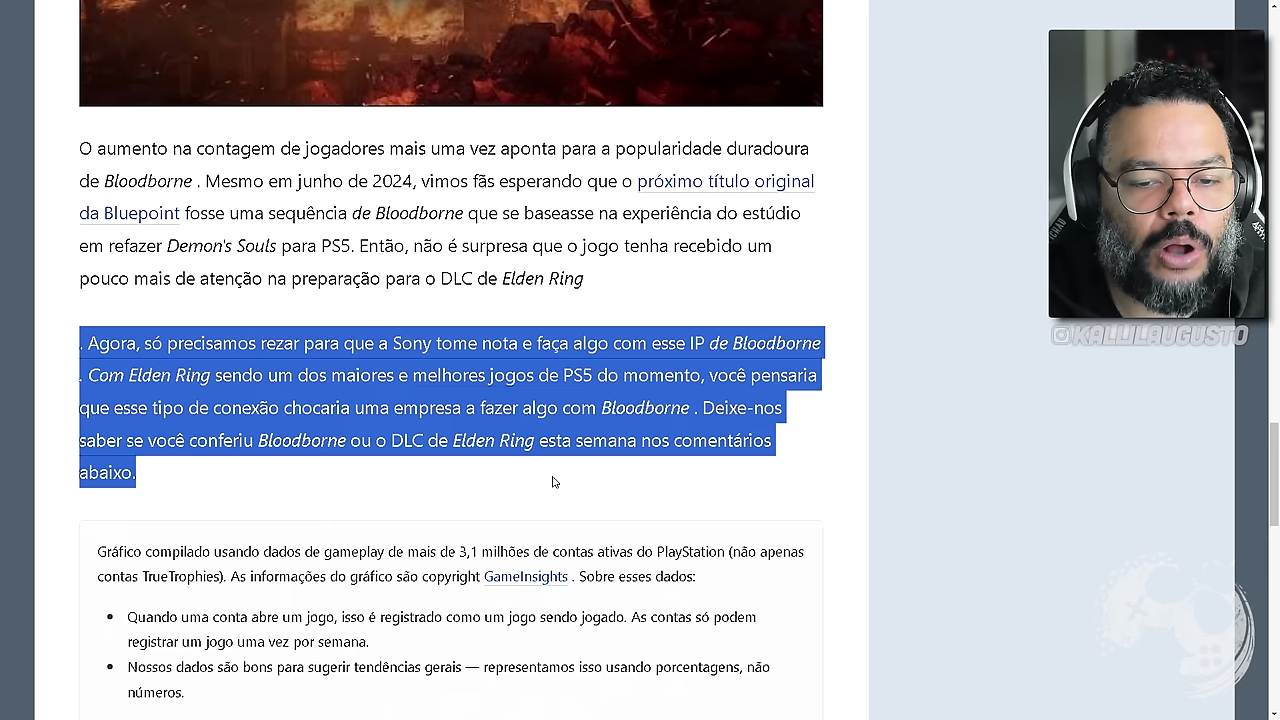 O aumento na contagem de jogadores mais uma vez aponta para a popularidade duradoura
de Bloodborne . Mesmo em junho de 2024, vimos fãs esperando que o próximo título original
da Bluepoint fosse uma sequência de Bloodborne que se baseasse na experiência do estúdio
em refazer Demon's Souls para PS5. Então, não é surpresa que o jogo tenha recebido um
pouco mais de atenção na preparação para o DLC de Elden Ring
. Agora, só precisamos rezar para que a Sony tome nota e faça algo com esse IP de Bloodborne
. Com Elden Ring sendo um dos maiores e melhores jogos de PS5 do momento, você pensaria
que esse tipo de conexão chocaria uma empresa a fazer algo com Bloodborne . Deixe-nos
saber se você conferiu Bloodborne ou o DLC de Elden Ring esta semana nos comentários
abaixo.
Gráfico compilado usando dados de gameplay de mais de 3,1 milhões de contas ativas do PlayStation (não apenas
contas TrueTrophies). As informações do gráfico são copyright GameInsights . Sobre esses dados:
• Quando uma conta abre um jogo, isso é registrado como um jogo sendo jogado. As contas só podem
registrar um jogo uma vez por semana.
• Nossos dados são bons para sugerir tendências gerais — representamos isso usando porcentagens, não
números.
@KALLILAUGUSTO